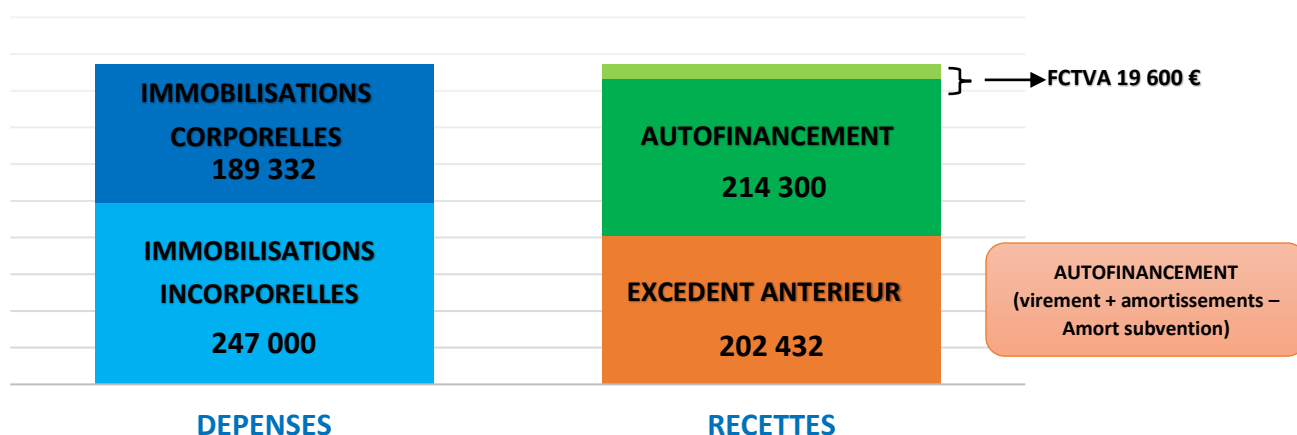 IMMOBILISATIONS
CORPORELLES
189 332
IMMOBILISATIONS
INCORPORELLES
247 000
DEPENSES
FCTVA 19 600 €
AUTOFINANCEMENT
214 300
EXCEDENT ANTERIEUR
202 432
RECETTES
AUTOFINANCEMENT
(virement + amortissements –
Amort subvention)